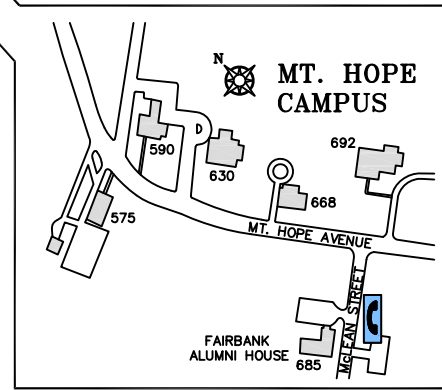 N
MT. HOPE
CAMPUS
590
630
692
668
575
MT. HOPE AVENUE
McLEAN STREET
FAIRBANK
ALUMNI HOUSE
685